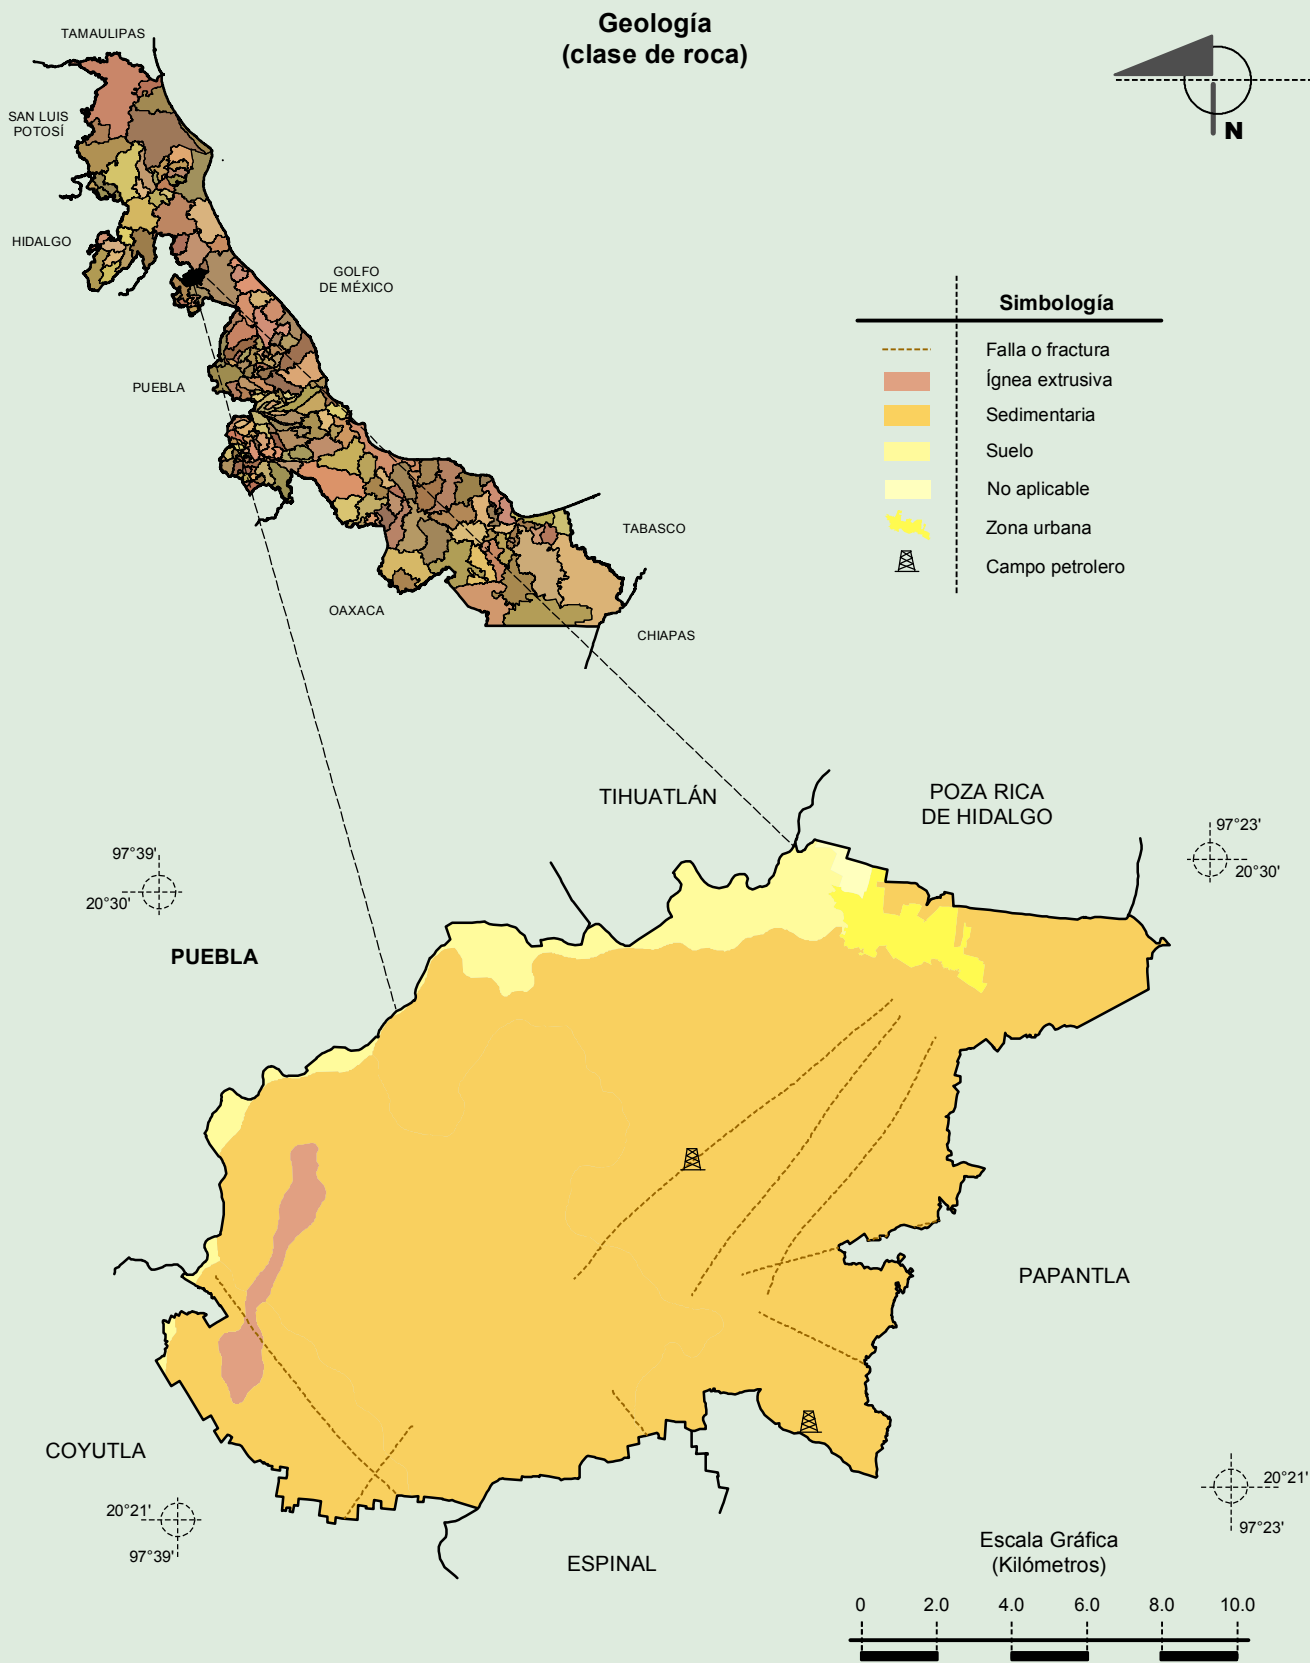 Geología
(clase de roca)
TAMAULIPAS
SAN LUIS
POTOSÍ
N
HIDALGO
GOLFO
DE MÉXICO
PUEBLA
Simbología
Falla o fractura
Ígnea extrusiva
Sedimentaria
Suelo
No aplicable
Zona urbana
Campo petrolero
TABASCO
OAXACA
CHIAPAS
TIHUATLÁN
POZA RICA
DE HIDALGO
97°39'
20°30'
97°23'
20°30'
PUEBLA
PAPANTLA
COYUTLA
20°21'
97°39'
20°21'
97°23'
ESPINAL
Escala Gráfica
(Kilómetros)
0 2.0 4.0 6.0 8.0 10.0